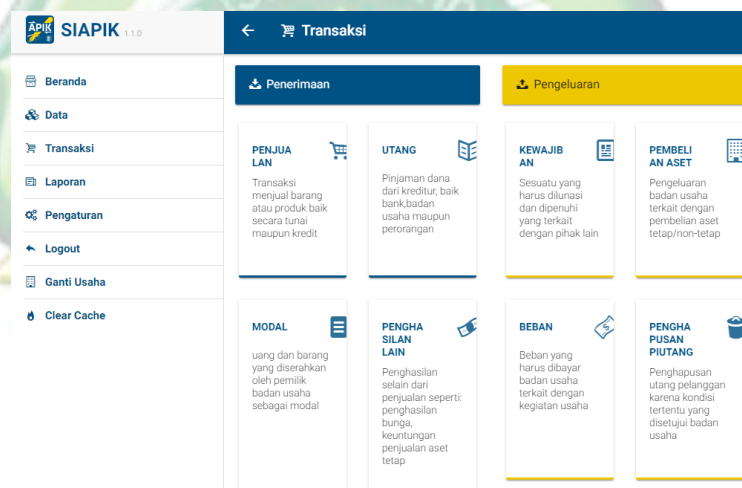 APIK
SIAPIK 1.1.0
Beranda
Data
Transaksi
Laporan
Pengaturan
Logout
Ganti Usaha
Clear Cache
Transaksi
Penerimaan
Pengeluaran
PENJUA
LAN
Transaksi
menjual barang
atau produk baik
secara tunai
maupun kredit
UTANG
Pinjaman dana
dari kreditur, baik
bank,badan
usaha maupun
perorangan
KEWAJIB
AN
Sesuatu yang
harus dilunasi
dan dipenuhi
yang terkait
dengan pihak lain
PEMBELI
AN ASET
Pengeluaran
badan usaha
terkait dengan
pembelian aset
tetap/non-tetap
MODAL
uang dan barang
yang diserahkan
oleh pemilik
badan usaha
sebagai modal
PENGHA
SILAN
LAIN
Penghasilan
selain dari
penjualan seperti:
penghasilan
bunga,
keuntungan
penjualan aset
tetap
BEBAN
Beban yang
harus dibayar
badan usaha
terkait dengan
kegiatan usaha
PENGHA
PUSAN
PIUTANG
Penghapusan
utang pelanggan
karena kondisi
tertentu yang
disetujui badan
usaha